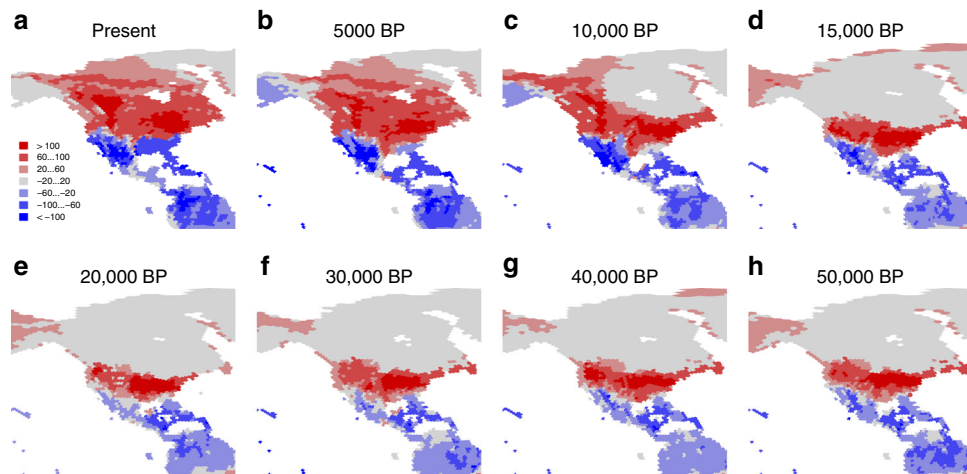 a Present
b 5000 BP
c 10,000 BP
d 15,000 BP
> 100
60...100
20...60
−20...20
−60...−20
−100...−60
< −100
e 20,000 BP
f 30,000 BP
g 40,000 BP
h 50,000 BP